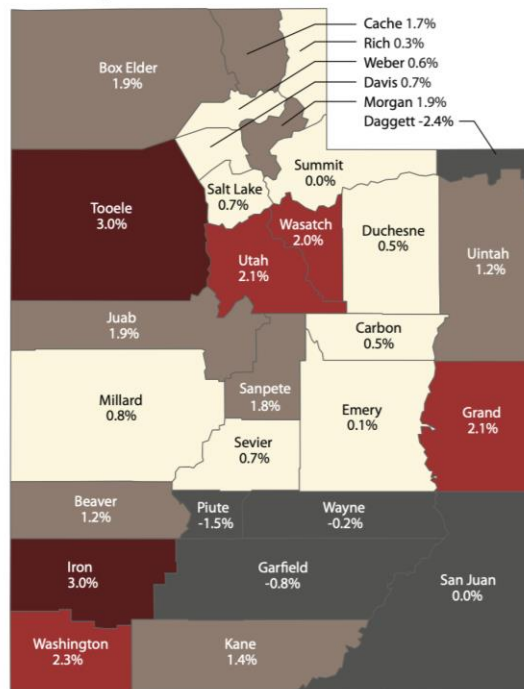 Cache 1.7%
Rich 0.3%
Weber 0.6%
Davis 0.7%
Morgan 1.9%
Daggett -2.4%
Box Elder
1.9%
Summit
0.0%
Salt Lake
0.7%
Tooele
3.0%
Wasatch
2.0%
Duchesne
0.5%
Uintah
1.2%
Utah
2.1%
Juab
1.9%
Carbon
0.5%
Sanpete
1.8%
Millard
0.8%
Emery
0.1%
Grand
2.1%
Sevier
0.7%
Beaver
1.2%
Piute
-1.5%
Wayne
-0.2%
Iron
3.0%
Garfield
-0.8%
San Juan
0.0%
Washington
2.3%
Kane
1.4%